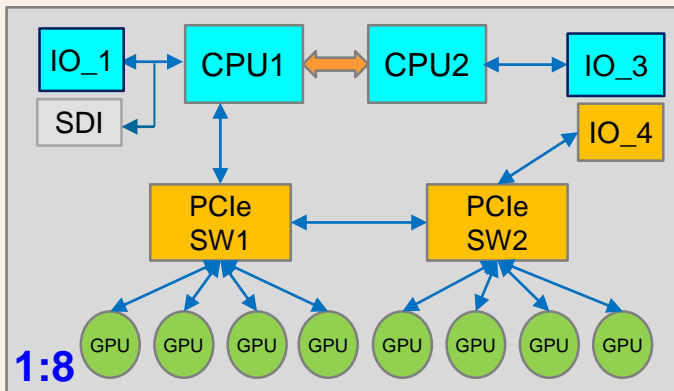 IO_1
CPU1
CPU2
IO_3
SDI
IO_4
PCIe
SW1
PCIe
SW2
GPU
GPU
GPU
GPU
GPU
GPU
GPU
GPU
1:8